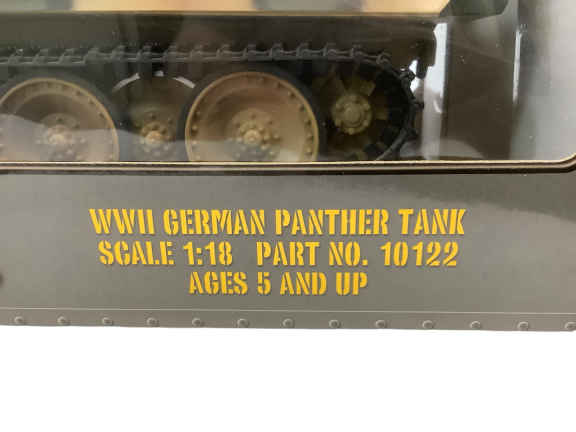 WWII GERMAN PANTHER TANK
SCALE 1:18 PART NO. 10122
AGES 5 AND UP